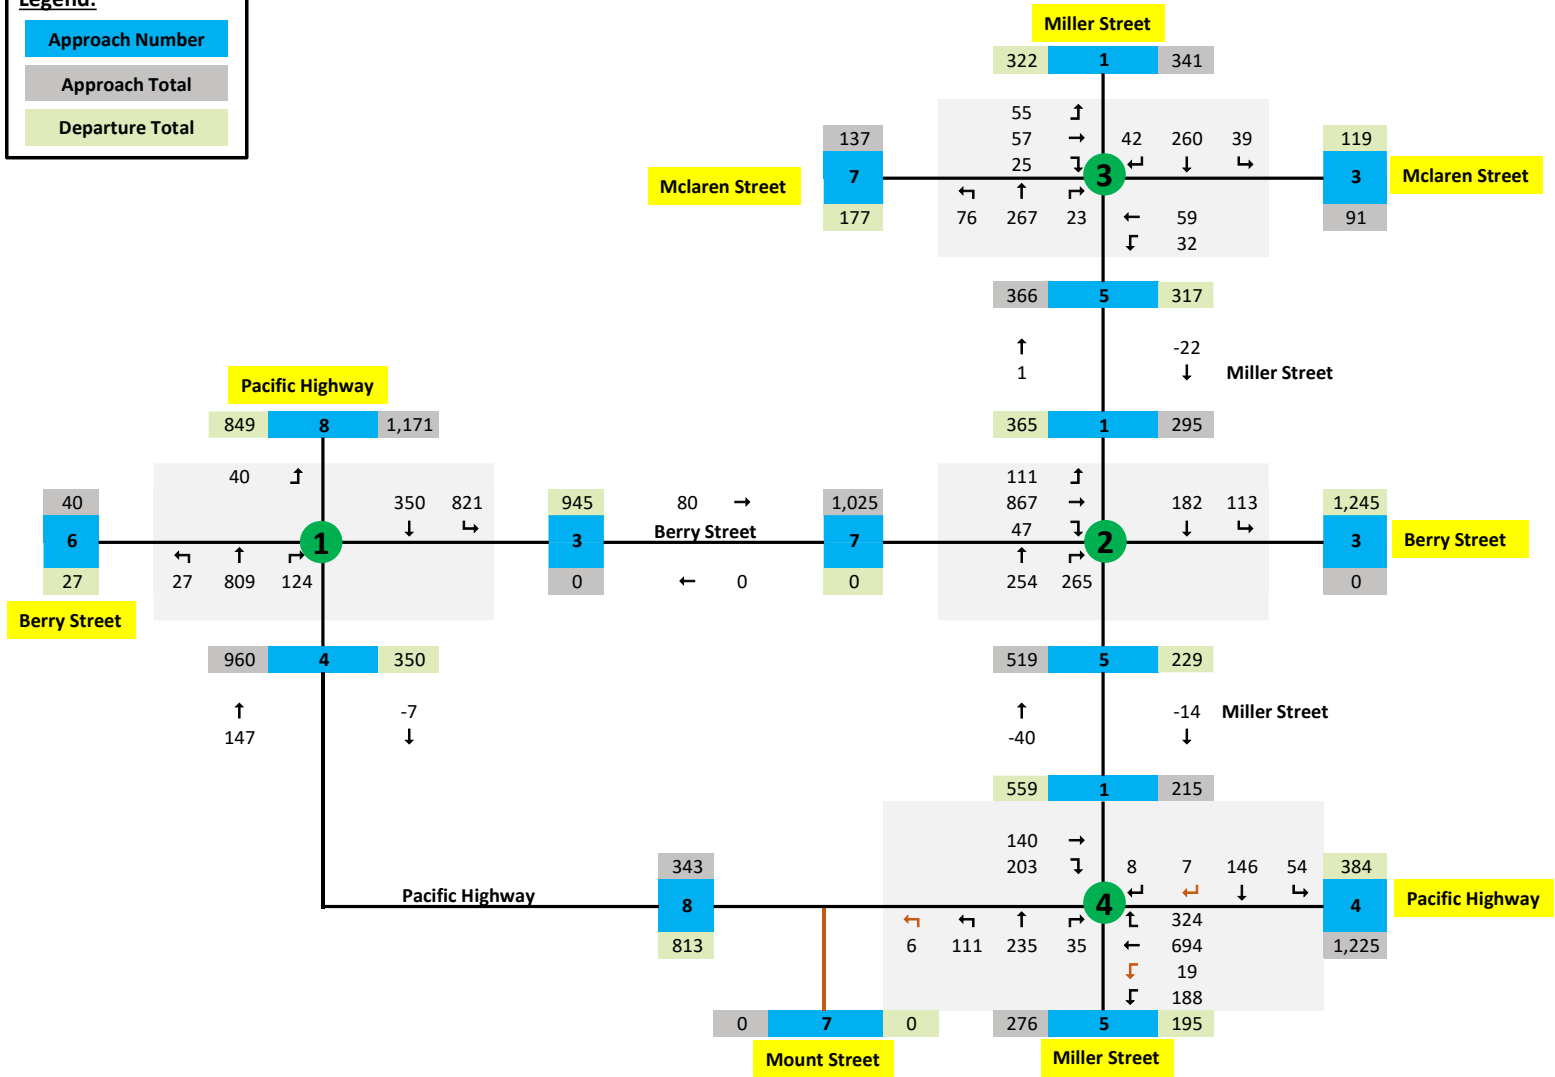 Legend:
Approach Number
Approach Total
Departure Total
Miller Street
322 1 341
55
57 42 260 39
25
137
7
177
Mclaren Street
3
119
3
91
Mclaren Street
76 267 23 59
32
366 5 317
1
-22
Miller Street
Pacific Highway
849 8 1,171
365 1 295
40
350 821
40
6
27
Berry Street
1
27 809 124
945
3
0
80
Berry Street
0
1,025
7
0
111
867 182 113
47
2
254 265
1,245
3
0
Berry Street
960 4 350
147
-7
519 5 229
-40
-14
Miller Street
559 1 215
140
203 8 7 146 54
343
8
813
Pacific Highway
4
384
4
1,225
Pacific Highway
324
6 111 235 35 694
19
188
0 7 0
276 5 195
Mount Street
Miller Street